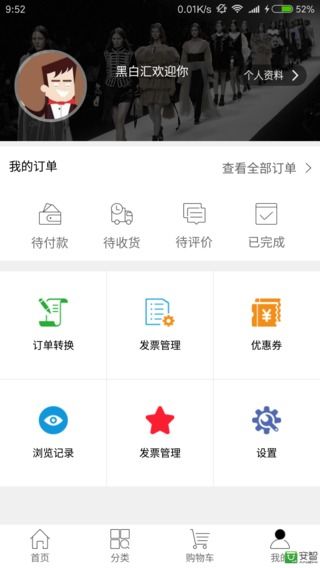 9:52
0.01K/s
52%
黑白汇欢迎你
个人资料
我的订单
查看全部订单
待付款
待收货
待评价
已完成
订单转换
发票管理
优惠券
浏览记录
发票管理
设置
首页
分类
购物车
我的
安智